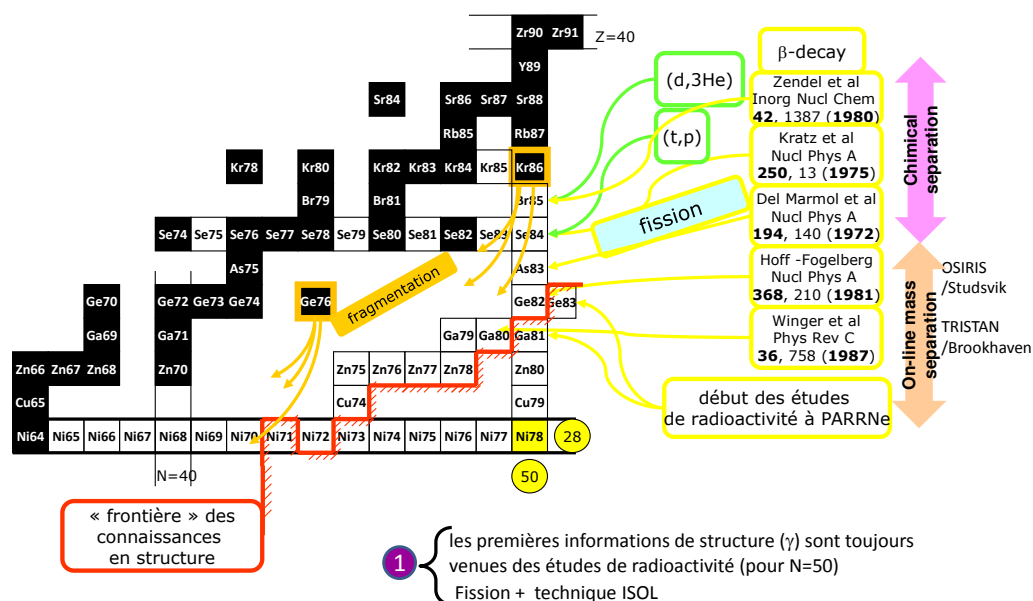 Zr90 Zr91 Z=40
Y89
Sr84 Sr86 Sr87 Sr88
Rb85 Rb87
Kr78 Kr80 Kr82 Kr83 Kr84 Kr85 Kr86
Br79 Br81 Br85
Se74 Se75 Se76 Se77 Se78 Se79 Se80 Se81 Se82 Se83 Se84
As75 As83
Ge70 Ge72 Ge73 Ge74 Ge76 Ge82 Ge83
Ga69 Ga71 Ga79 Ga80 Ga81
Zn66 Zn67 Zn68 Zn70 Zn75 Zn76 Zn77 Zn78 Zn80
Cu65 Cu74 Cu79
Ni64 Ni65 Ni66 Ni67 Ni68 Ni69 Ni70 Ni71 Ni72 Ni73 Ni74 Ni75 Ni76 Ni77 Ni78 28
N=40
50
fragmentation
fission
(d,3He)
(t,p)
β-decay
Zendel et al
Inorg Nucl Chem
42, 1387 (1980)
Kratz et al
Nucl Phys A
250, 13 (1975)
Del Marmol et al
Nucl Phys A
194, 140 (1972)
Hoff -Fogelberg
Nucl Phys A
368, 210 (1981)
Winger et al
Phys Rev C
36, 758 (1987)
début des études
de radioactivité à PARRNe
Chimical
separation
On-line mass
separation
OSIRIS
/Studsvik
TRISTAN
/Brookhaven
« frontière » des
connaissances
en structure
1
les premières informations de structure (γ) sont toujours
venues des études de radioactivité (pour N=50)
Fission + technique ISOL